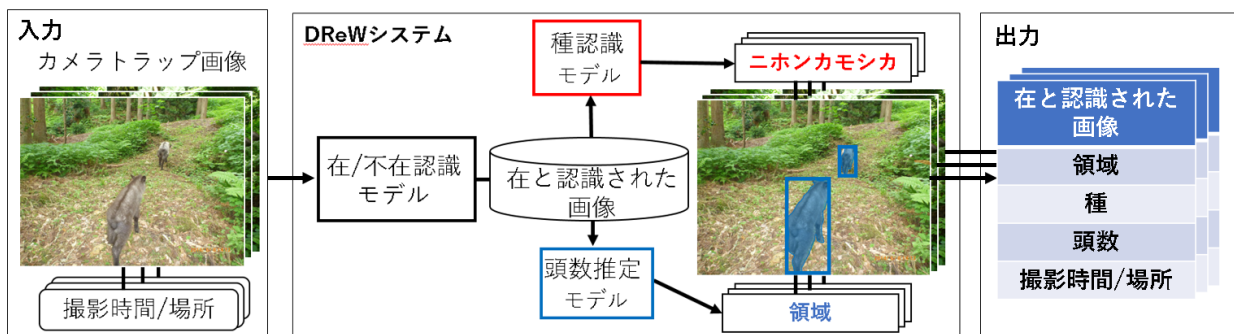 入力
カメラトラップ画像
撮影時間/場所
DReWシステム
在/不在認識
モデル
種認識
モデル
在と認識された
画像
頭数推定
モデル
ニホンカモシカ
領域
出力
在と認識された
画像
領域
種
頭数
撮影時間/場所